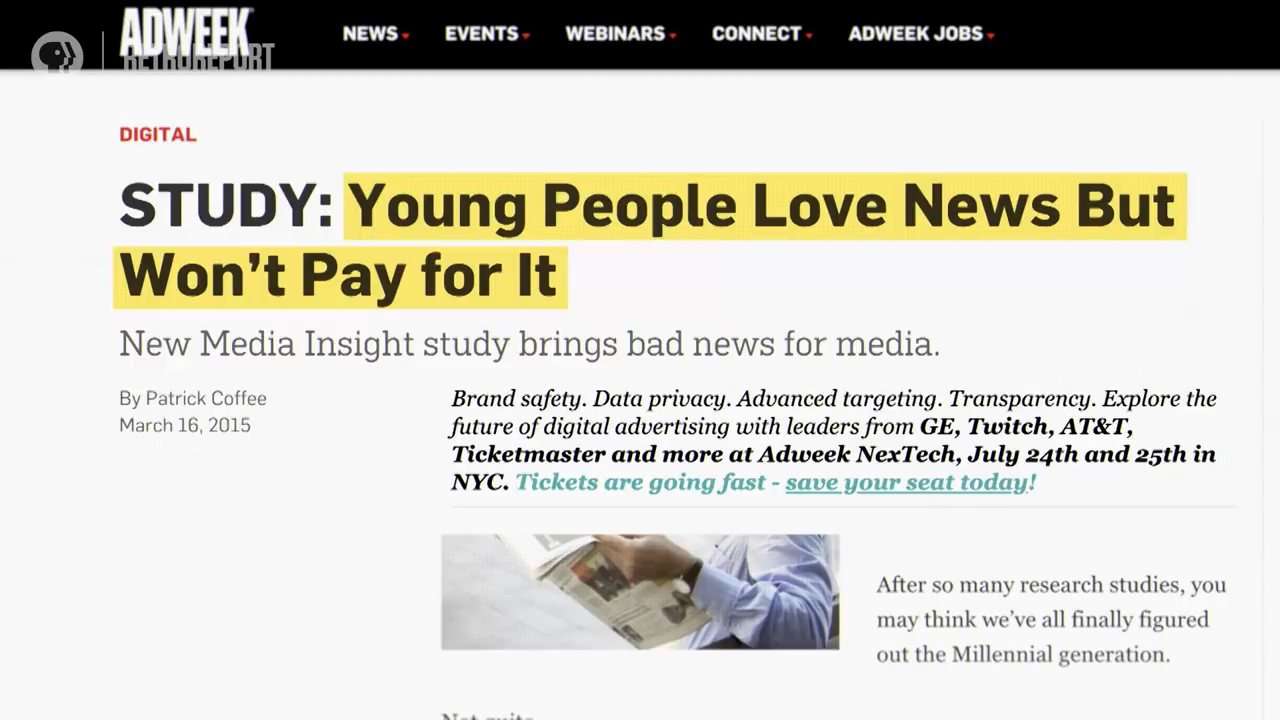 ADWEEK
NEWS EVENTS WEBINARS CONNECT ADWEEK JOBS
RETROREPORT
DIGITAL
STUDY: Young People Love News But
Won't Pay for It
New Media Insight study brings bad news for media.
By Patrick Coffee
March 16, 2015
Brand safety. Data privacy. Advanced targeting. Transparency. Explore the
future of digital advertising with leaders from GE, Twitch, AT&T,
Ticketmaster and more at Adweek NexTech, July 24th and 25th in
NYC. Tickets are going fast - save your seat today!
After so many research studies, you
may think we've all finally figured
out the Millennial generation.
Not quite.